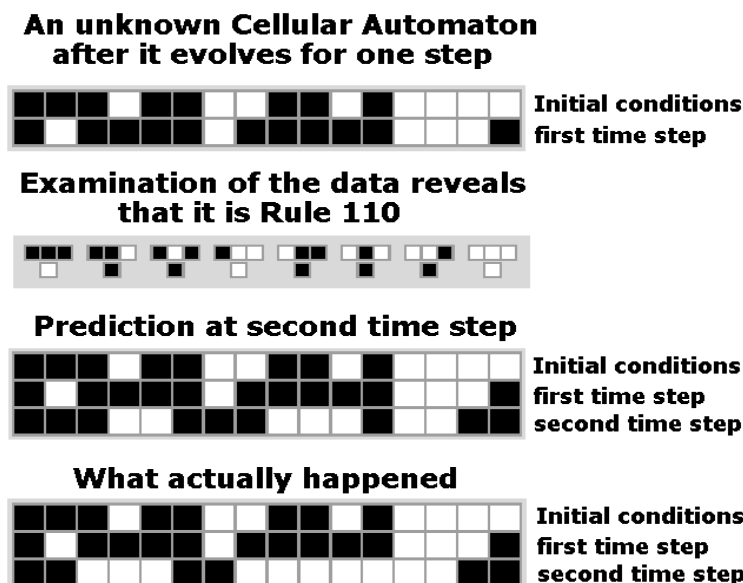 An unknown Cellular Automaton
after it evolves for one step
Initial conditions
first time step
Examination of the data reveals
that it is Rule 110
Prediction at second time step
Initial conditions
first time step
second time step
What actually happened
Initial conditions
first time step
second time step